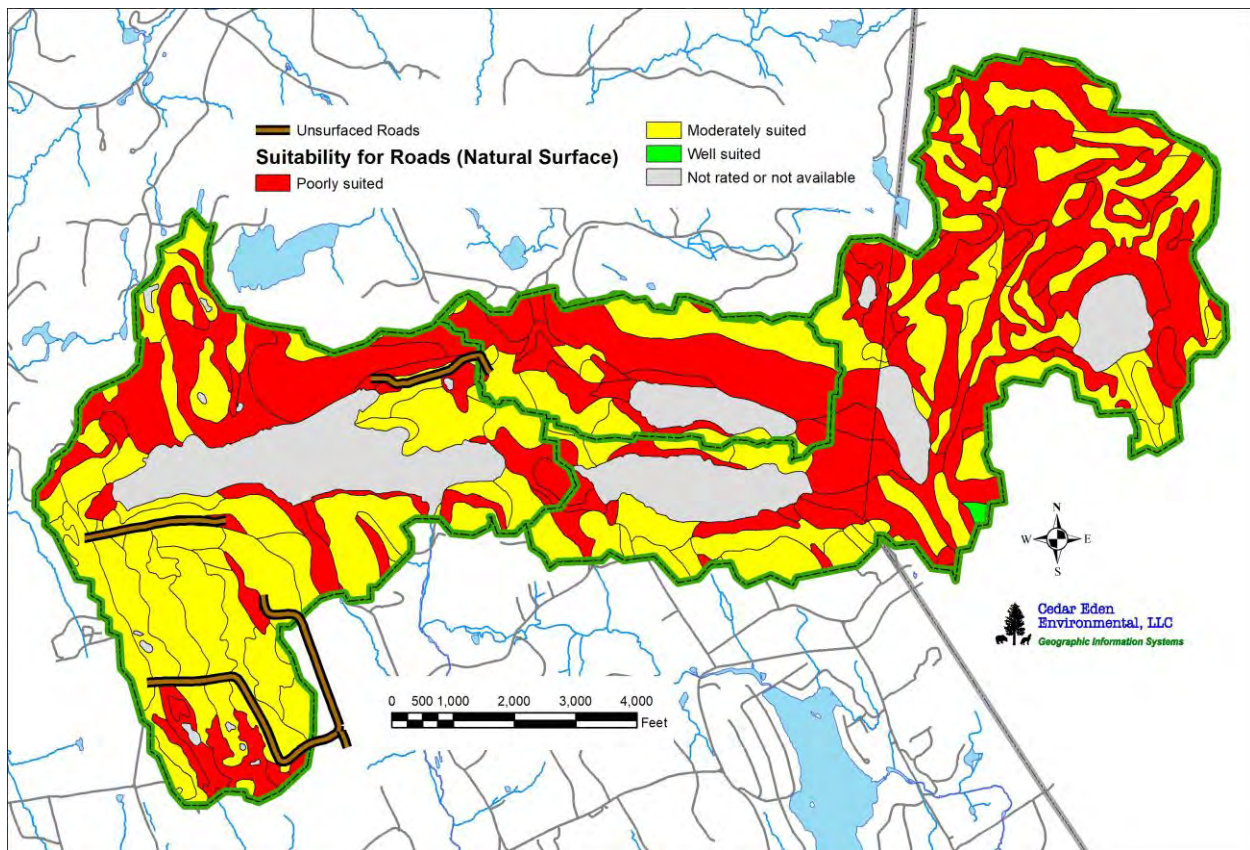 Unsurfaced Roads
Suitability for Roads (Natural Surface)
Poorly suited
Moderately suited
Well suited
Not rated or not available
N
W E
S
Cedar Eden
Environmental, LLC
Geographic Information Systems
0 500 1,000 2,000 3,000 4,000
Feet